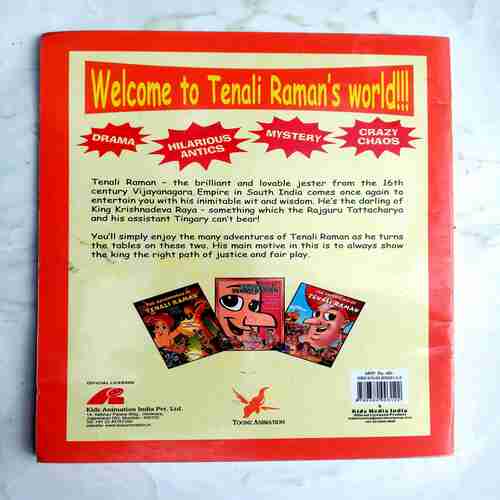 Welcome to Tenali Raman's world!!!
DRAMA
HILARIOUS
ANTICS
MYSTERY
CRAZY
CHAOS
Tenali Raman – the brilliant and lovable jester from the 16th
century Vijayanagara Empire in South India comes once again to
entertain you with his inimitable wit and wisdom. He's the darling of
King Krishnadeva Raya – something which the Rajguru Tattacharya
and his assistant Tingary can't bear!
You'll simply enjoy the many adventures of Tenali Raman as he turns
the tables on these two. His main motive in this is to always show
the king the right path of justice and fair play.
THE ADVENTURES OF
TENALI RAMAN
TENALI RAMAN
OFFICIAL LICENSEE
Kids Animation India Pvt. Ltd.
TOONZ ANIMATION
MRP Rs.
Kids Media India